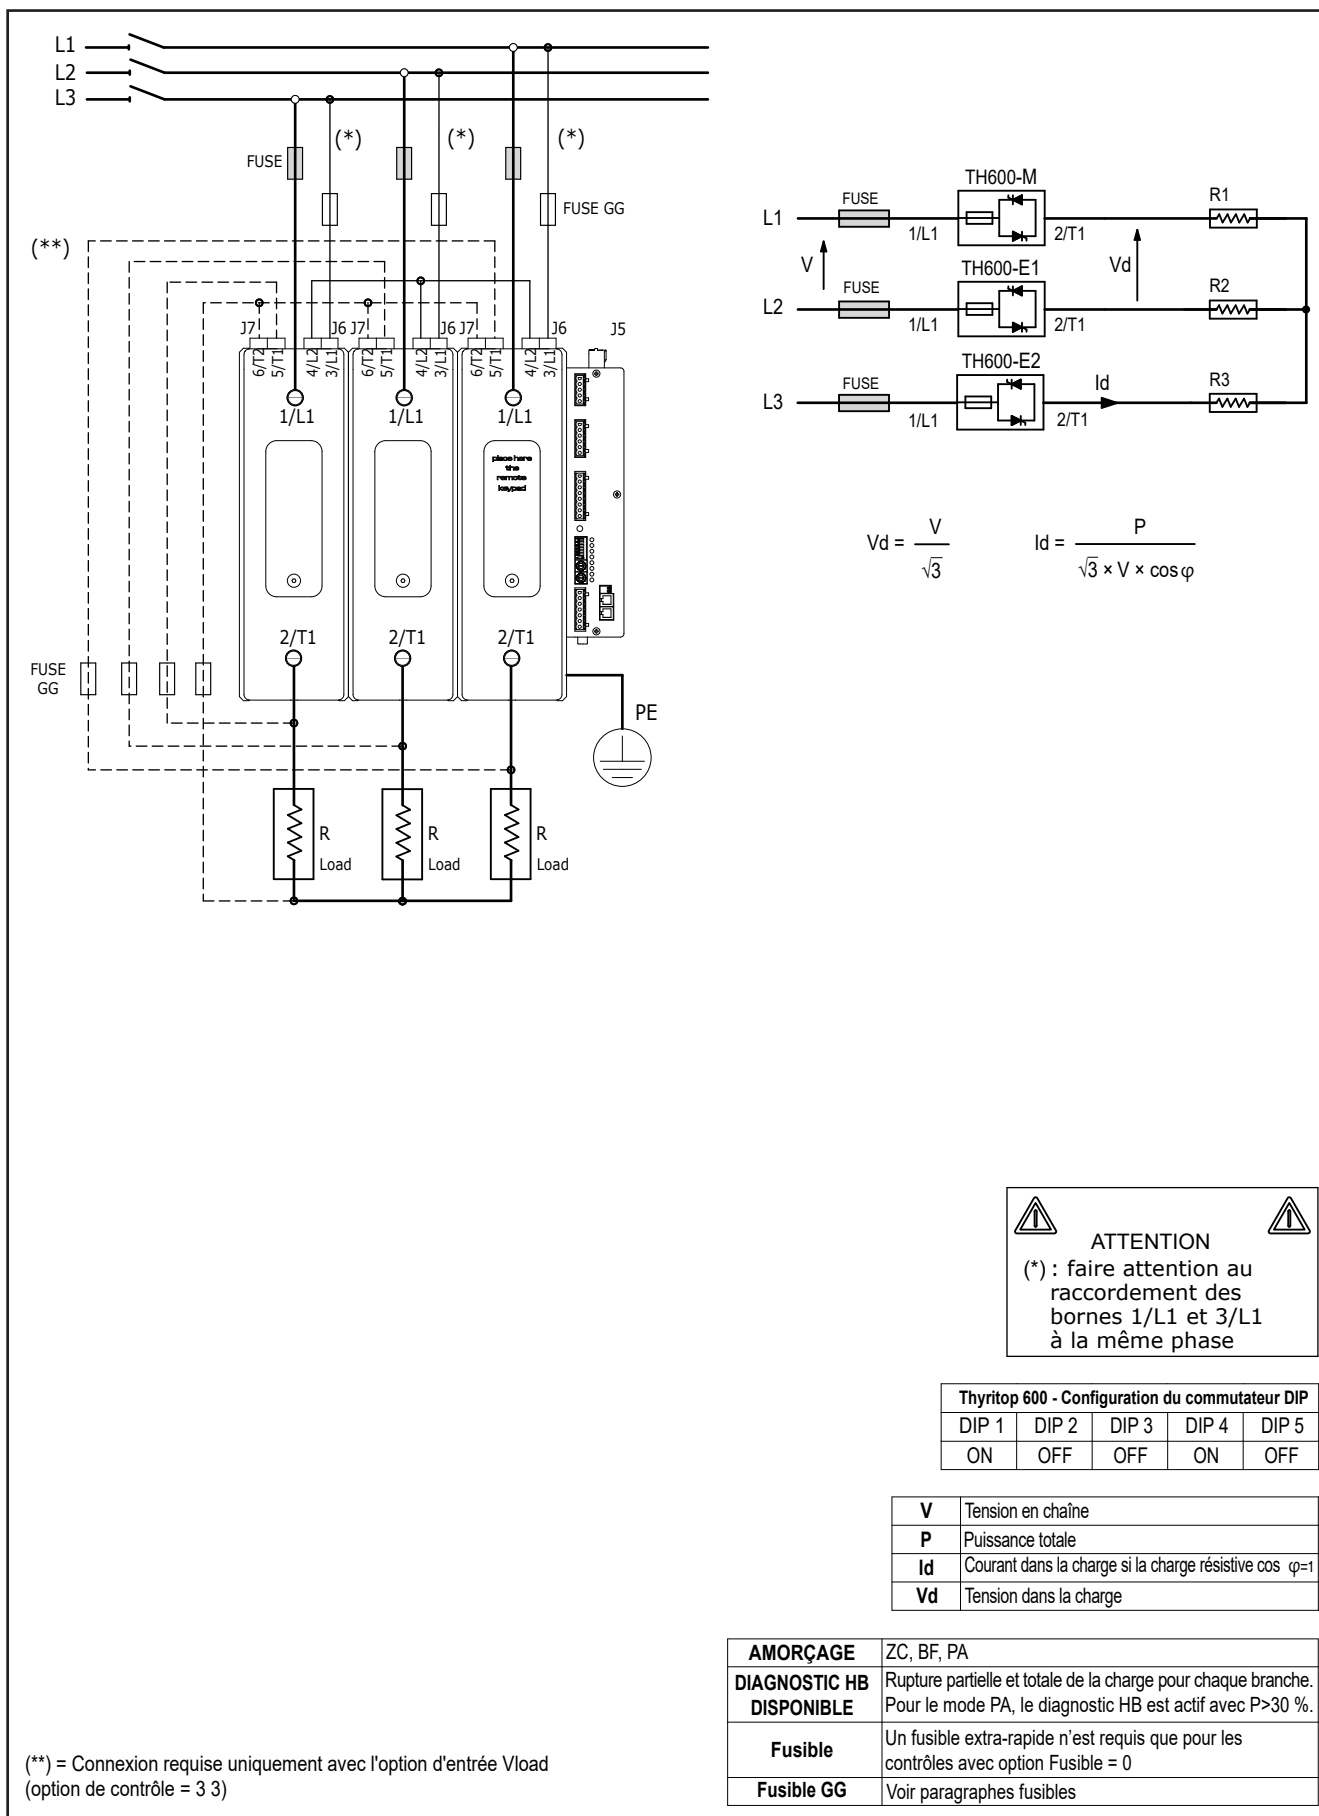 L1
L2
L3
(*) (*) (*)
FUSE
FUSE GG
(**)
J7 J6 J7 J6 J7 J6 J5
6/T2 5/T1 4/L2 3/L1 6/T2 5/T1 4/L2 3/L1 6/T2 5/T1 4/L2 3/L1
1/L1 1/L1 1/L1
place here
the
remote
keypad
2/T1 2/T1 2/T1
FUSE
GG
PE
R R R
Load Load Load
TH600-M
L1 FUSE 1/L1 2/T1 R1
V Vd
TH600-E1
L2 FUSE 1/L1 2/T1 R2
TH600-E2
L3 FUSE 1/L1 2/T1 Id R3
Vd = V / √3
Id = P / √3 × V × cos φ
ATTENTION
(*) : faire attention au
raccordement des
bornes 1/L1 et 3/L1
à la même phase
Thyritop 600 - Configuration du commutateur DIP
DIP 1 DIP 2 DIP 3 DIP 4 DIP 5
ON OFF OFF ON OFF
V Tension en chaîne
P Puissance totale
Id Courant dans la charge si la charge résistive cos φ=1
Vd Tension dans la charge
AMORÇAGE ZC, BF, PA
DIAGNOSTIC HB DISPONIBLE Rupture partielle et totale de la charge pour chaque branche.
Pour le mode PA, le diagnostic HB est actif avec P>30 %.
Fusible Un fusible extra-rapide n'est requis que pour les
contrôles avec option Fusible = 0
Fusible GG Voir paragraphes fusibles
(**) = Connexion requise uniquement avec l'option d'entrée Vload
(option de contrôle = 3 3)